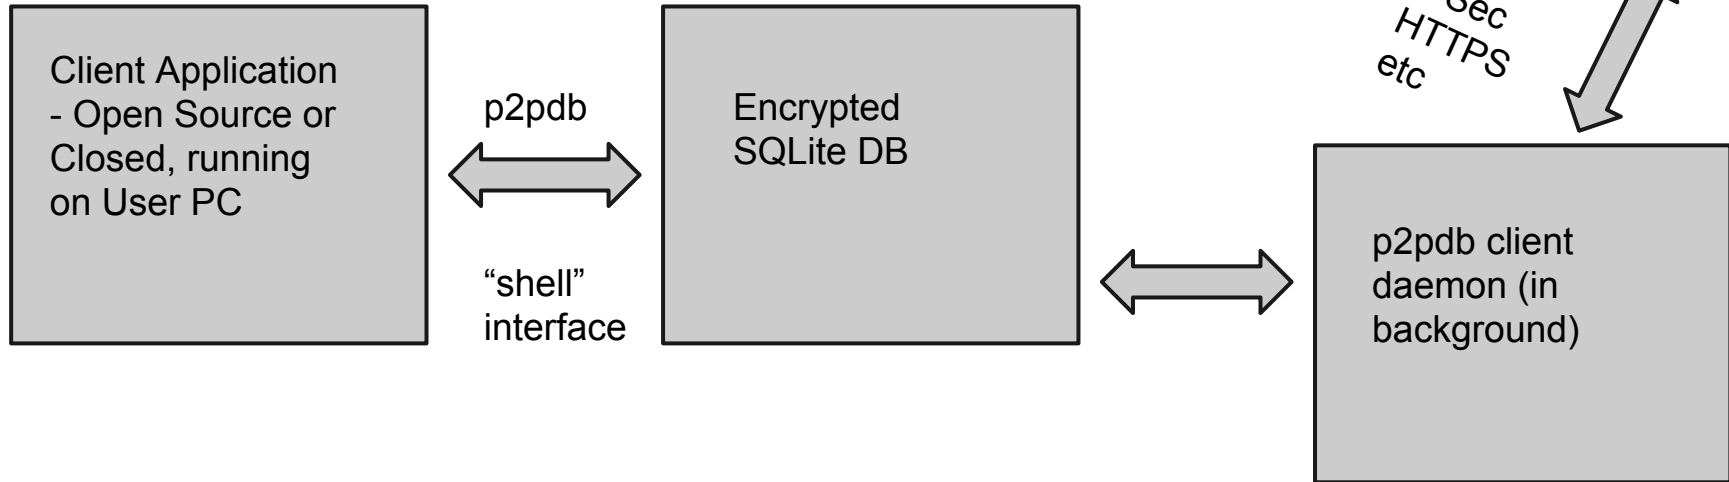 Client Application
- Open Source or
Closed, running
on User PC
p2pdb
"shell"
interface
Encrypted
SQLite DB
HTTPS
etc
p2pdb client
daemon (in
background)